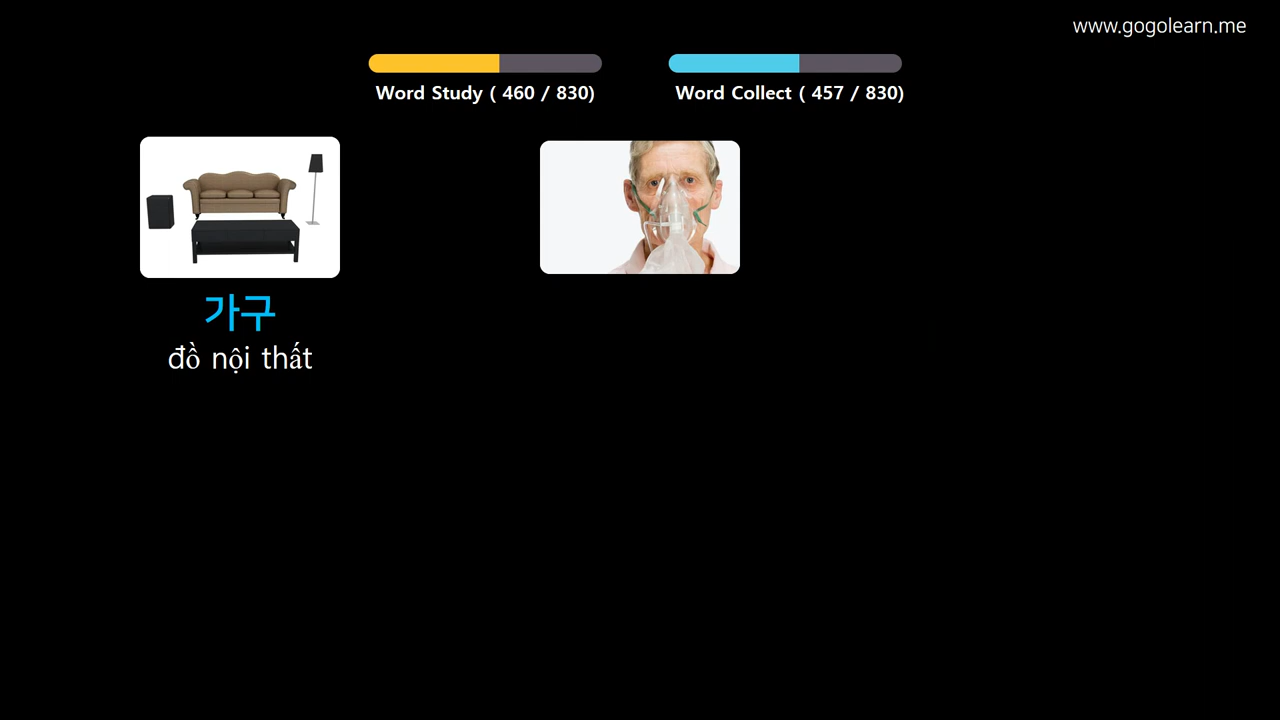 www.gogolearn.me
Word Study ( 460 / 830)
Word Collect ( 457 / 830)
가구
đồ nội thất